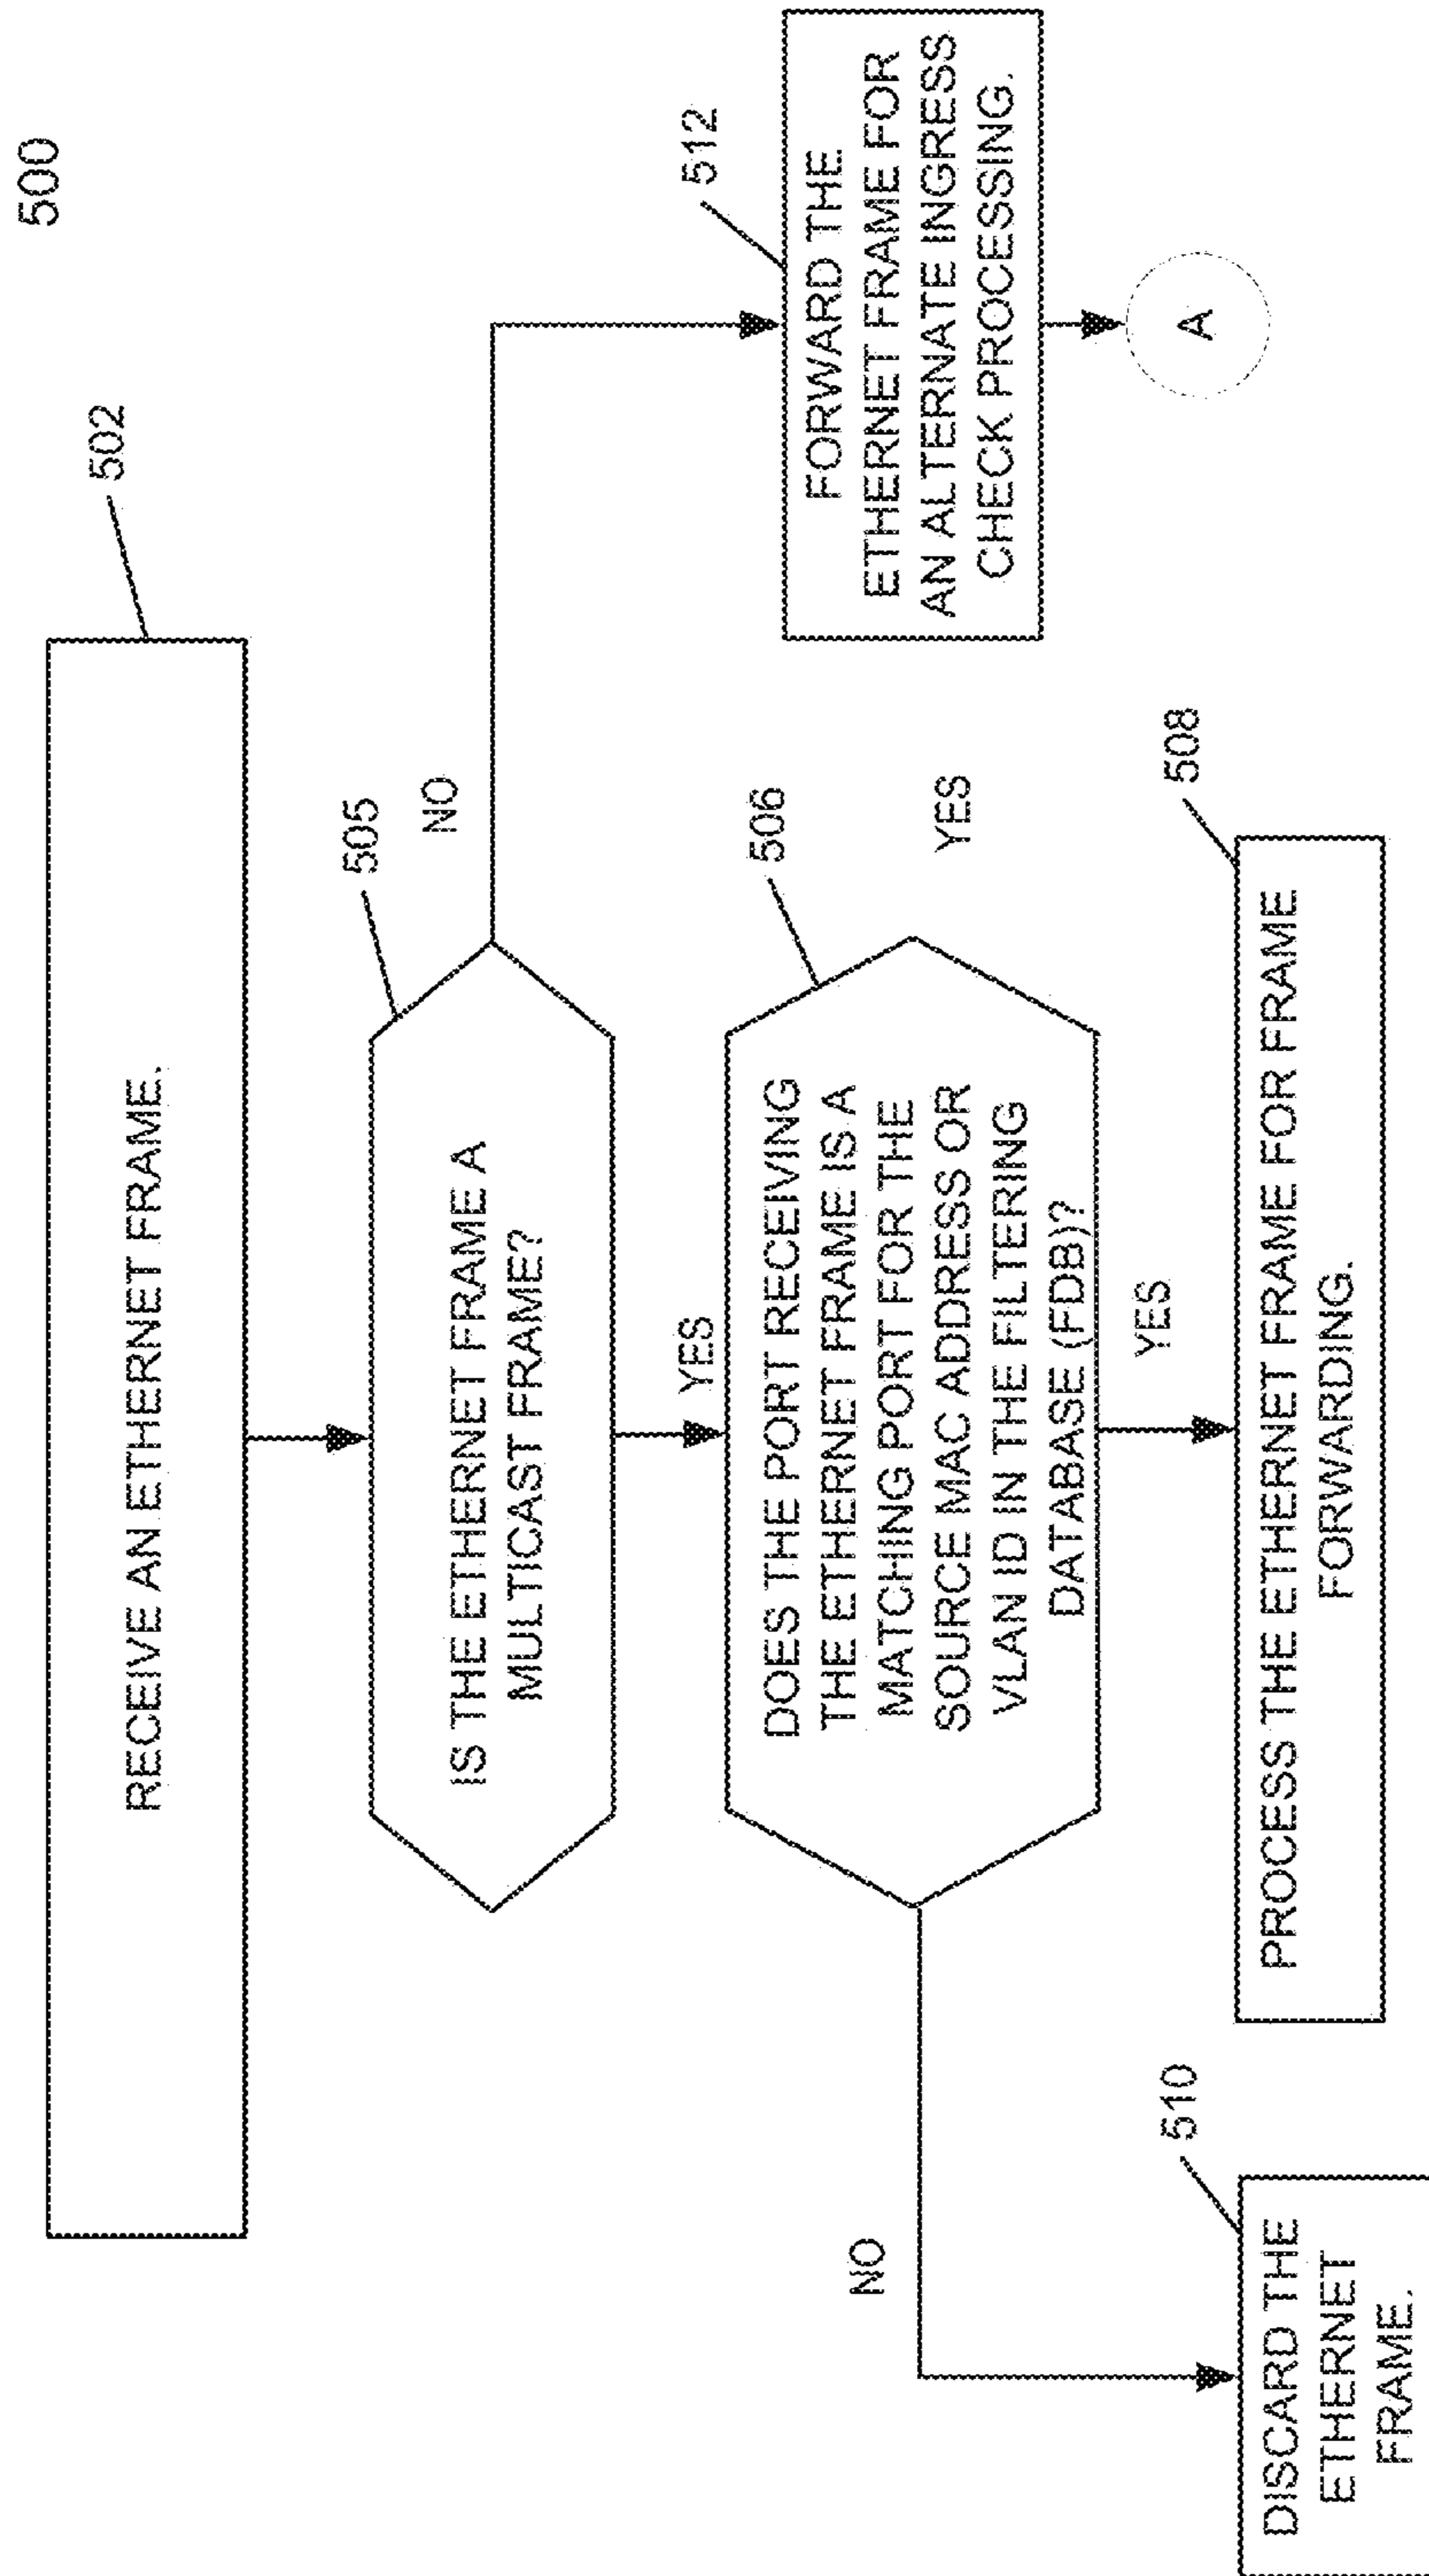 500
502
RECEIVE AN ETHERNET FRAME.
505
IS THE ETHERNET FRAME A
MULTICAST FRAME?
NO
YES
506
DOES THE PORT RECEIVING
THE ETHERNET FRAME IS A
MATCHING PORT FOR THE
SOURCE MAC ADDRESS OR
VLAN ID IN THE FILTERING
DATABASE (FDB)?
YES
NO
YES
512
FORWARD THE
ETHERNET FRAME FOR
AN ALTERNATE INGRESS
CHECK PROCESSING.
A
510
DISCARD THE
ETHERNET
FRAME.
508
PROCESS THE ETHERNET FRAME FOR FRAME
FORWARDING.